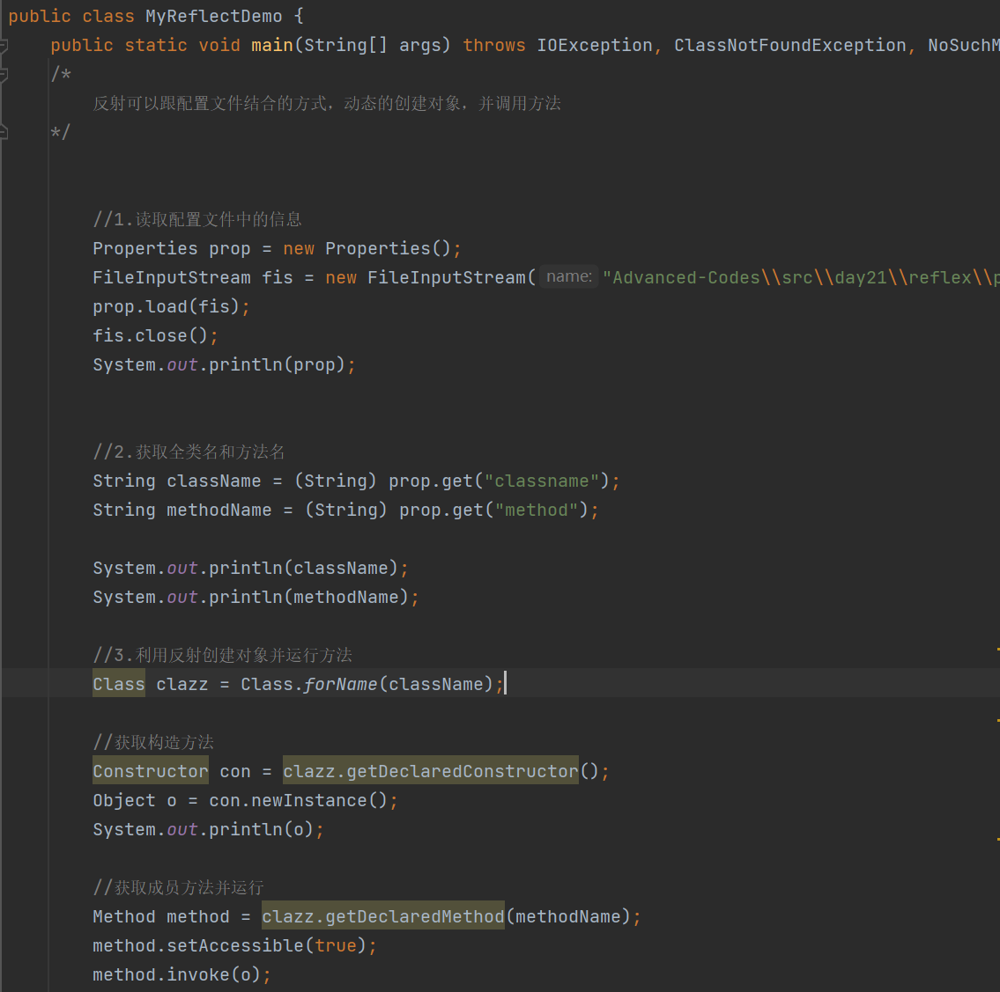 public class MyReflectDemo {
public static void main(String[] args) throws IOException, ClassNotFoundException, NoSuchM
/*
反射可以跟配置文件结合的方式，动态的创建对象，并调用方法
*/
//1.读取配置文件中的信息
Properties prop = new Properties();
FileInputStream fis = new FileInputStream( name: "Advanced-Codes\\src\\day21\\reflex\\p
prop.load(fis);
fis.close();
System.out.println(prop);
//2.获取全类名和方法名
String className = (String) prop.get("classname");
String methodName = (String) prop.get("method");
System.out.println(className);
System.out.println(methodName);
//3.利用反射创建对象并运行方法
Class clazz = Class.forName(className);
//获取构造方法
Constructor con = clazz.getDeclaredConstructor();
Object o = con.newInstance();
System.out.println(o);
//获取成员方法并运行
Method method = clazz.getDeclaredMethod(methodName);
method.setAccessible(true);
method.invoke(o);